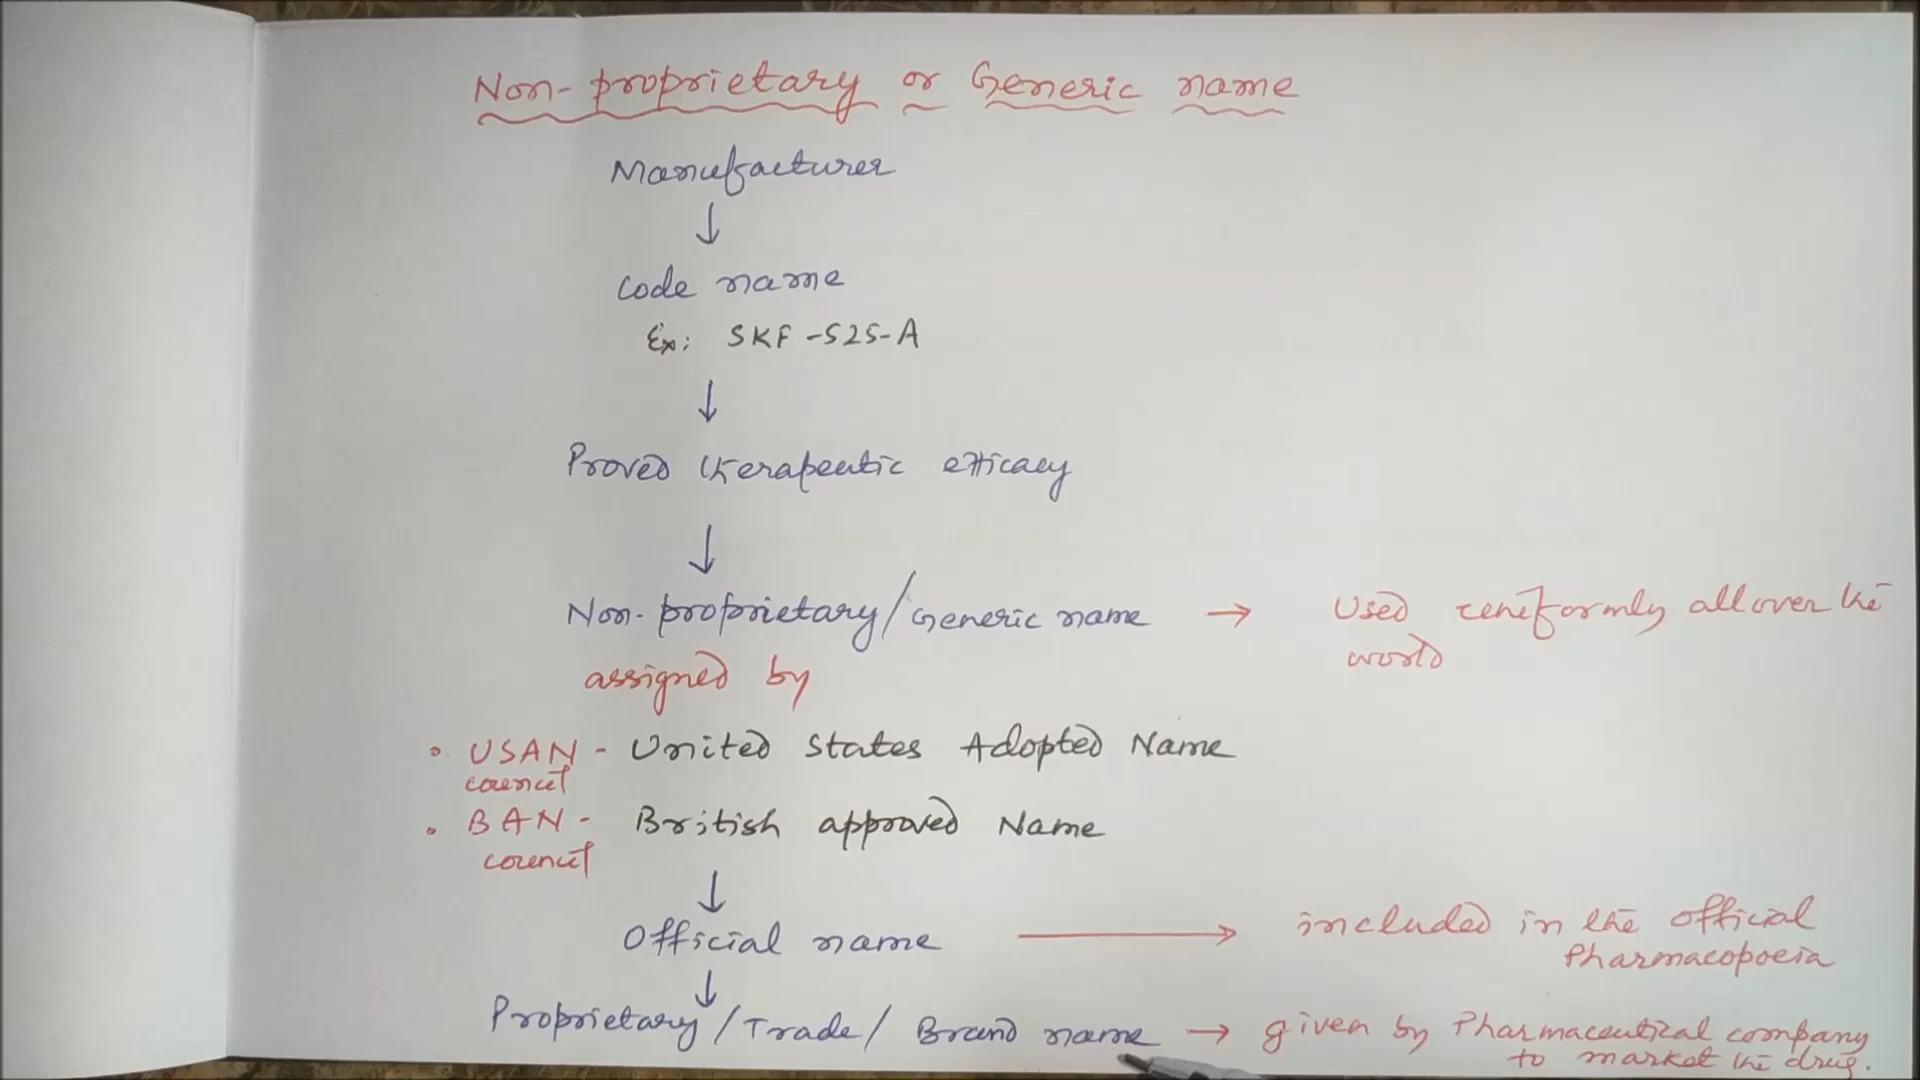 Non-proprietary or Generic name
Manufacturer
↓
Code name
Ex: SKF-525-A
↓
Proved therapeutic efficacy
↓
Non-proprietary/Generic name → Used uniformly all over the
world
assigned by
• USAN - United States Adopted Name
council
• BAN - British approved Name
council
↓
Official name → included in the official
Pharmacopoeia
↓
Proprietary/Trade/Brand name → given by Pharmaceutical company
to market the drug.